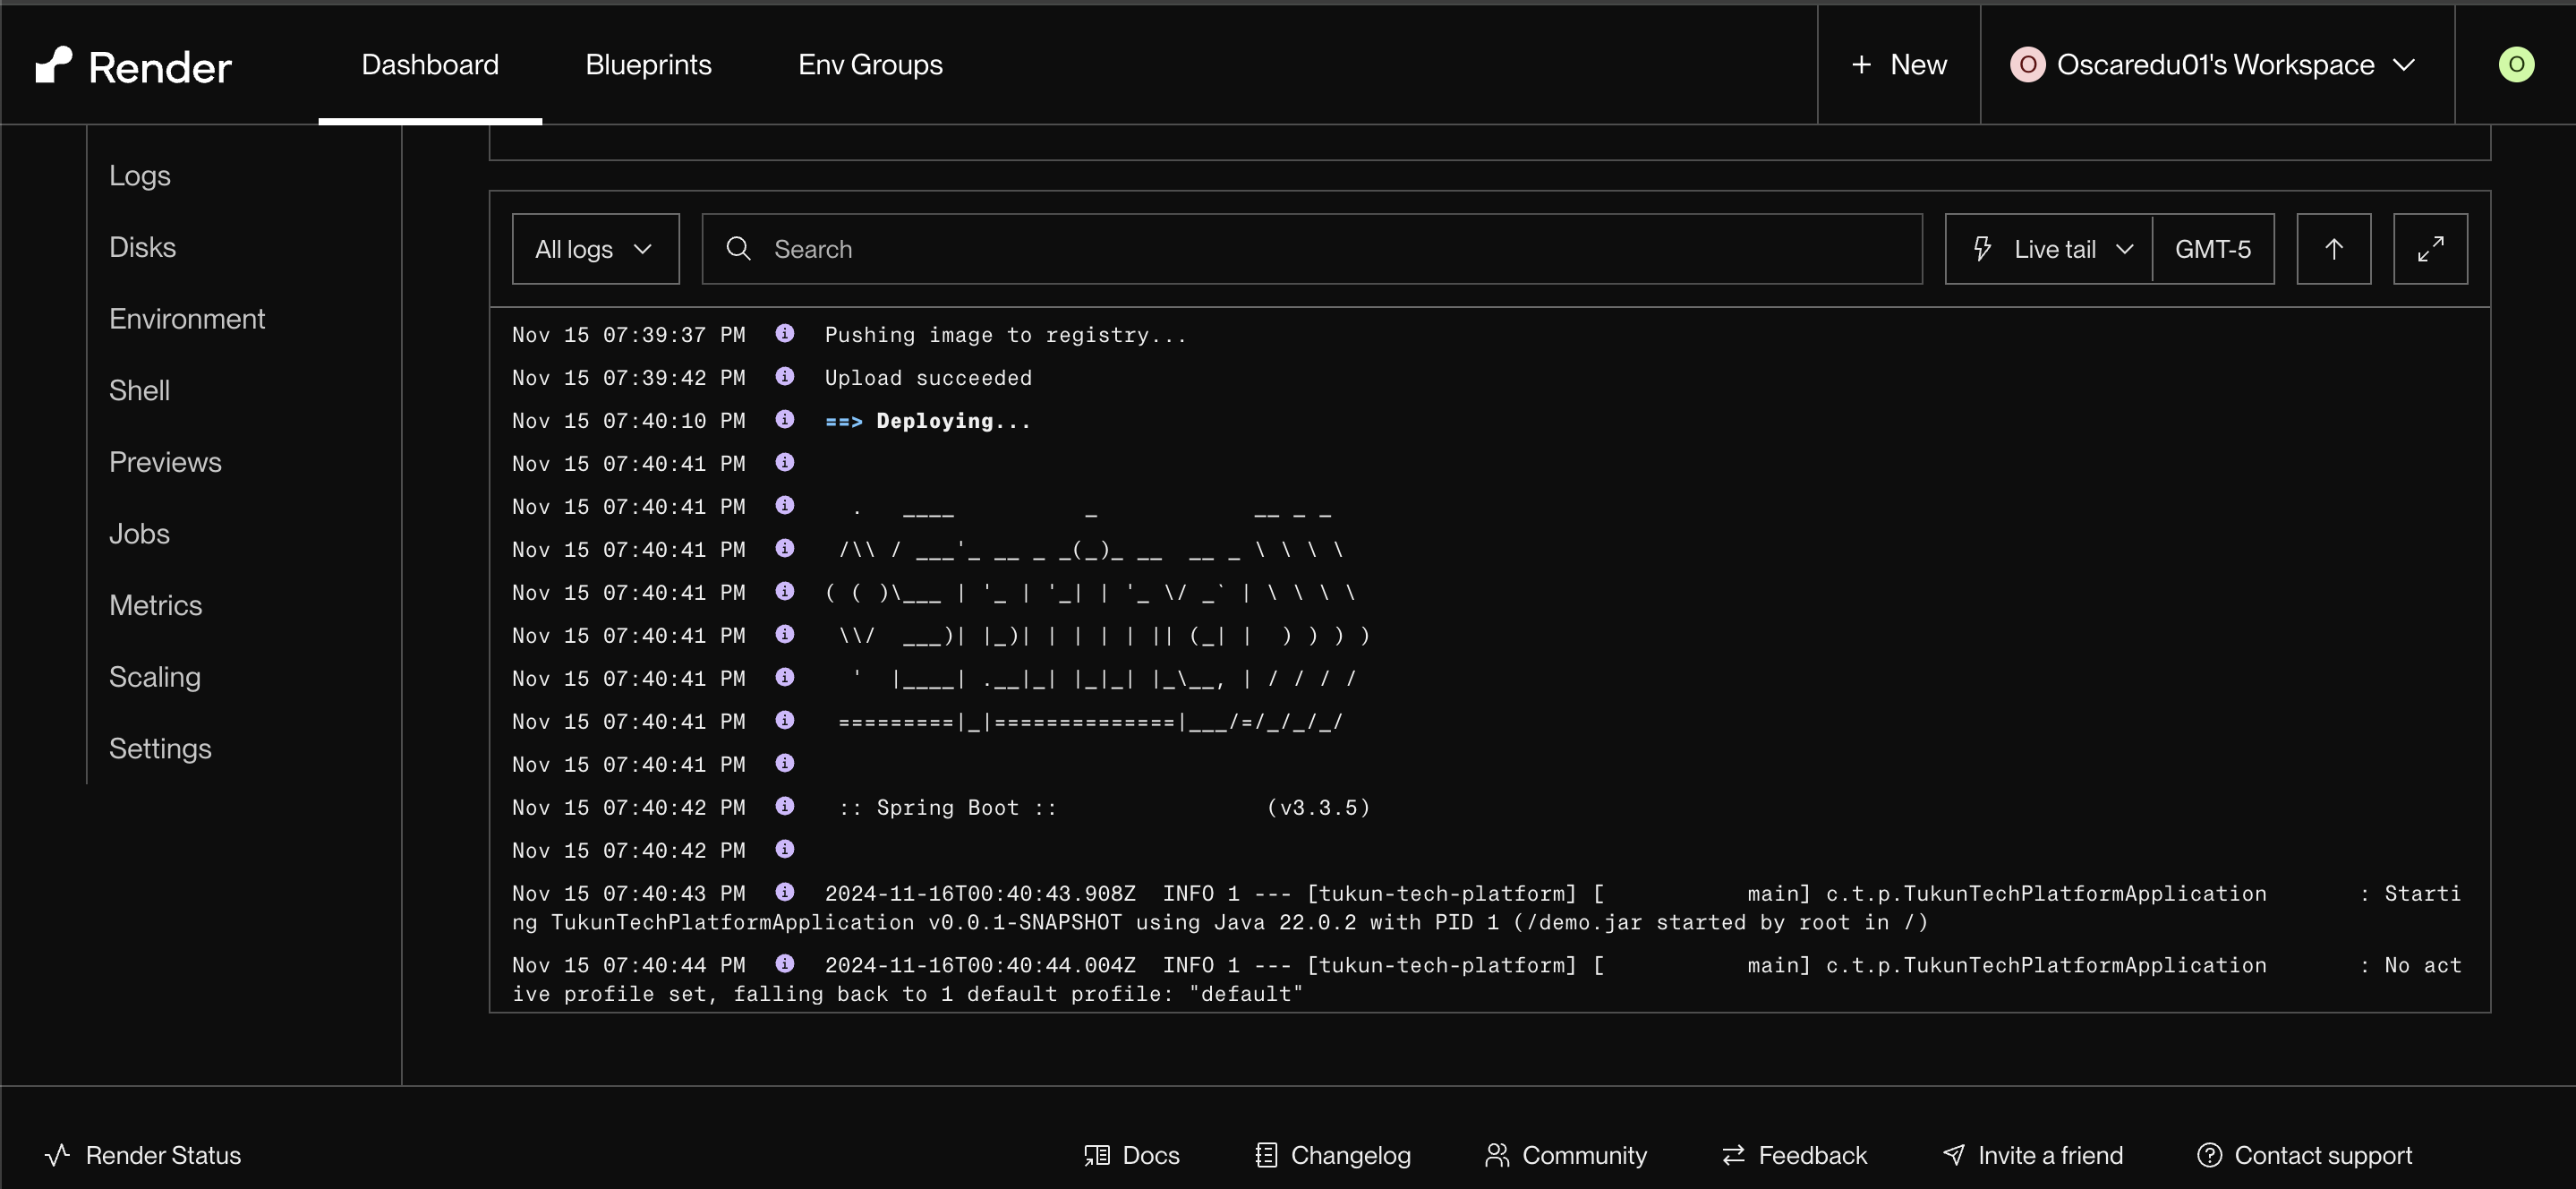 Render
Dashboard
Blueprints
Env Groups
+ New
O Oscaredu01's Workspace
O
Logs
Disks
Environment
Shell
Previews
Jobs
Metrics
Scaling
Settings
All logs
Search
Live tail
GMT-5
Nov 15 07:39:37 PM Pushing image to registry...
Nov 15 07:39:42 PM Upload succeeded
Nov 15 07:40:10 PM ==> Deploying...
Nov 15 07:40:41 PM
Nov 15 07:40:41 PM   .   ____          _            __ _ _
Nov 15 07:40:41 PM  /\\ / ___'_ __ _ _(_)_ __  __ _ \ \ \ \
Nov 15 07:40:41 PM ( ( )\___ | '_ | '_| | '_ \/ _` | \ \ \ \
Nov 15 07:40:41 PM  \\/  ___)| |_)| | | | | || (_| |  ) ) ) )
Nov 15 07:40:41 PM   '  |____| .__|_| |_|_| |_\__, | / / / /
Nov 15 07:40:41 PM  =========|_|==============|___/=/_/_/_/
Nov 15 07:40:41 PM
Nov 15 07:40:42 PM  :: Spring Boot ::                (v3.3.5)
Nov 15 07:40:42 PM
Nov 15 07:40:43 PM 2024-11-16T00:40:43.908Z  INFO 1 --- [tukun-tech-platform] [           main] c.t.p.TukunTechPlatformApplication       : Starti
ng TukunTechPlatformApplication v0.0.1-SNAPSHOT using Java 22.0.2 with PID 1 (/demo.jar started by root in /)
Nov 15 07:40:44 PM 2024-11-16T00:40:44.004Z  INFO 1 --- [tukun-tech-platform] [           main] c.t.p.TukunTechPlatformApplication       : No act
ive profile set, falling back to 1 default profile: "default"
Render Status
Docs
Changelog
Community
Feedback
Invite a friend
Contact support